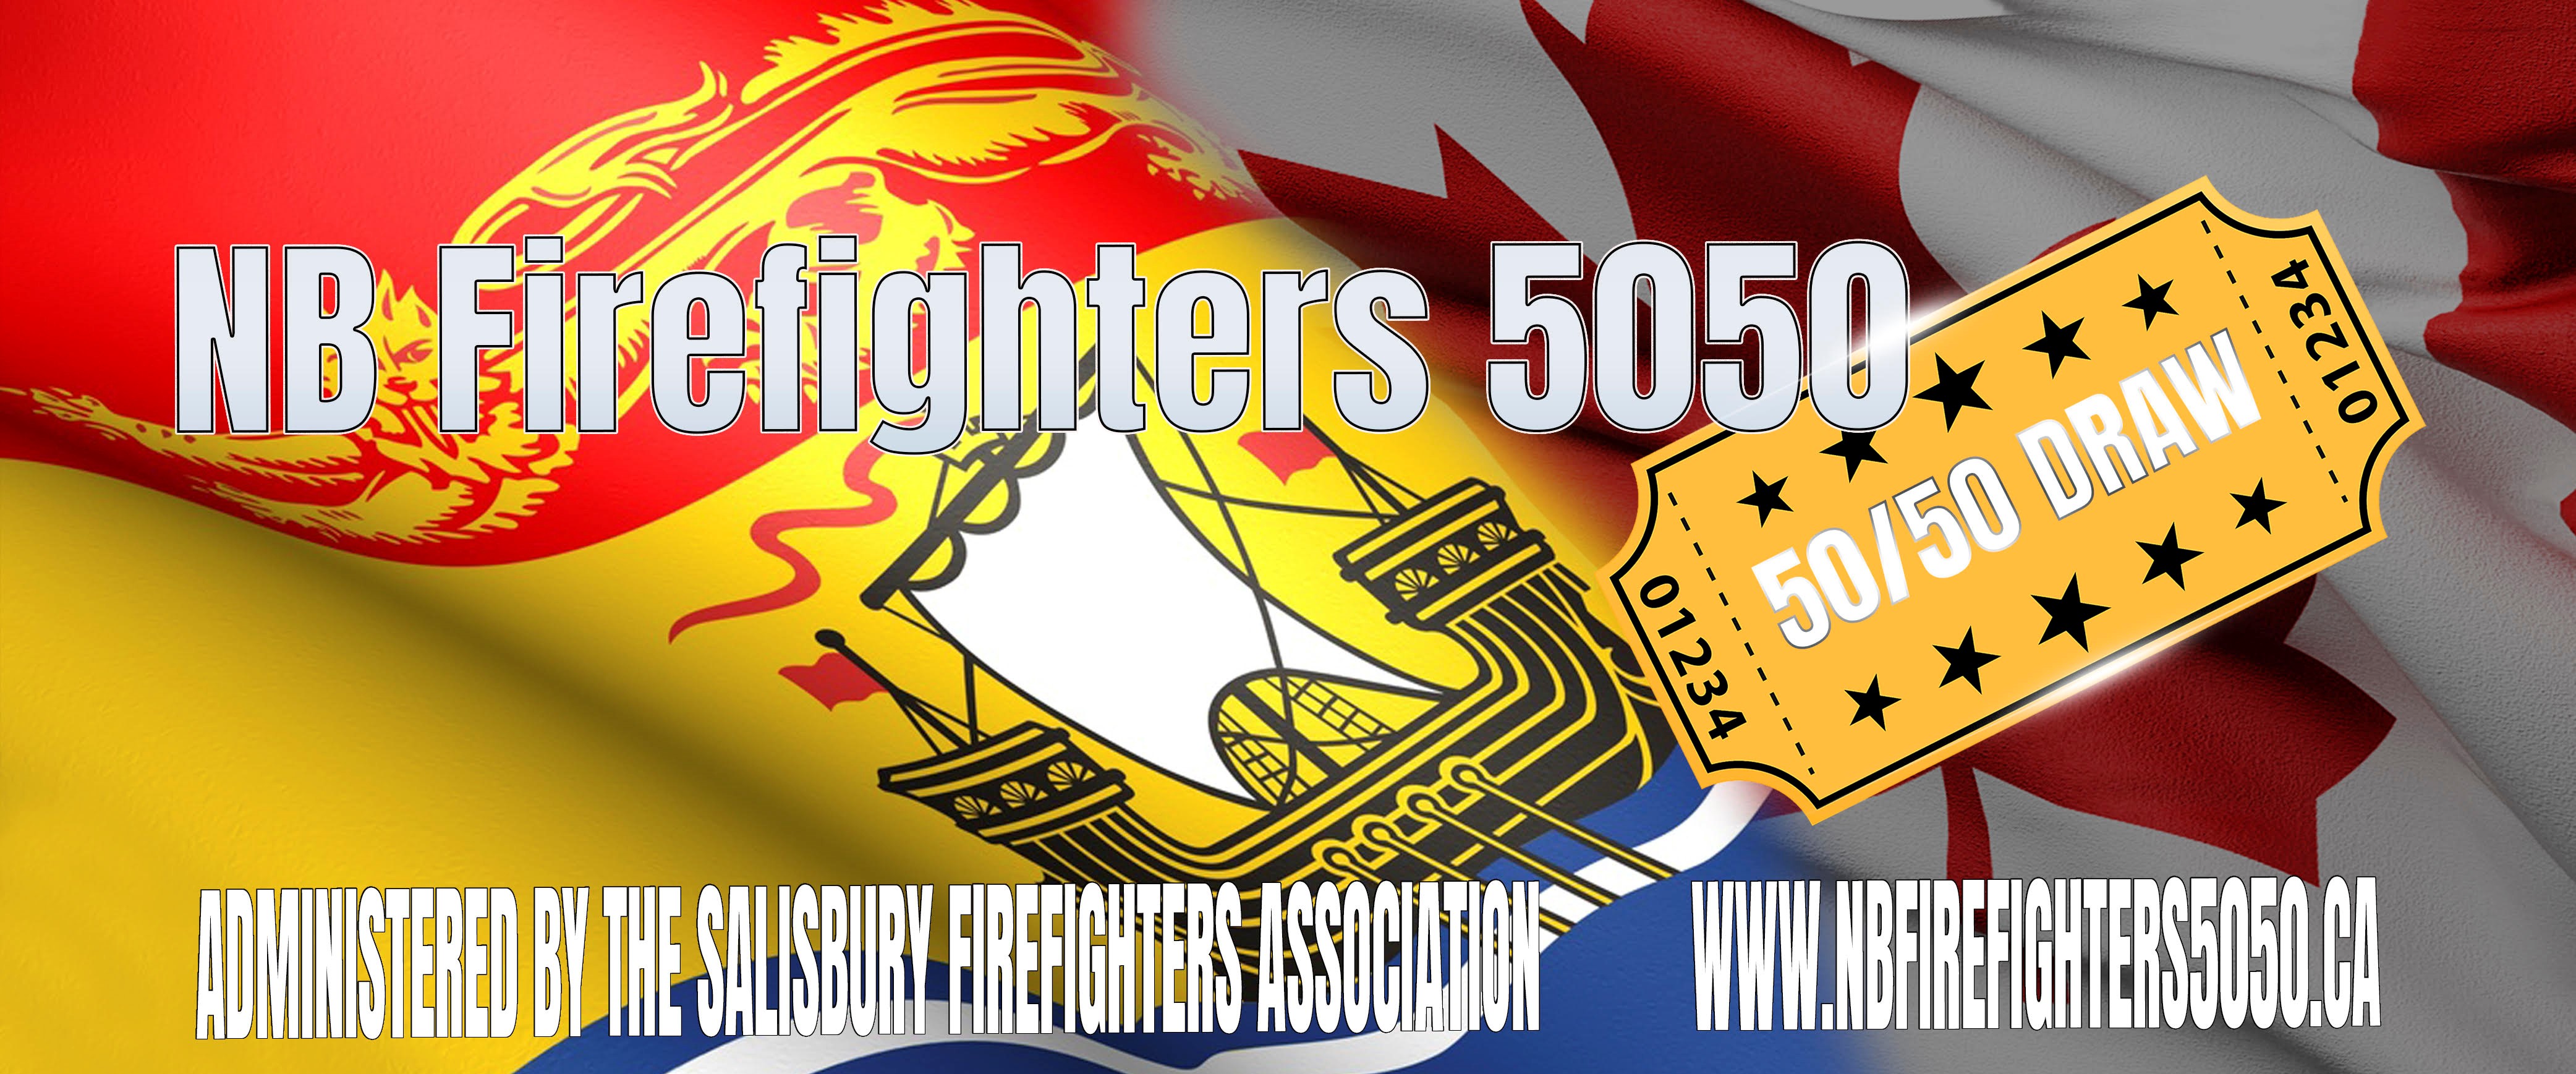 NB Firefighters 5050
01234
50/50 DRAW
01234
ADMINISTERED BY THE SALISBURY FIREFIGHTERS ASSOCIATION
WWW.NBFIREFIGHTERS5050.CA